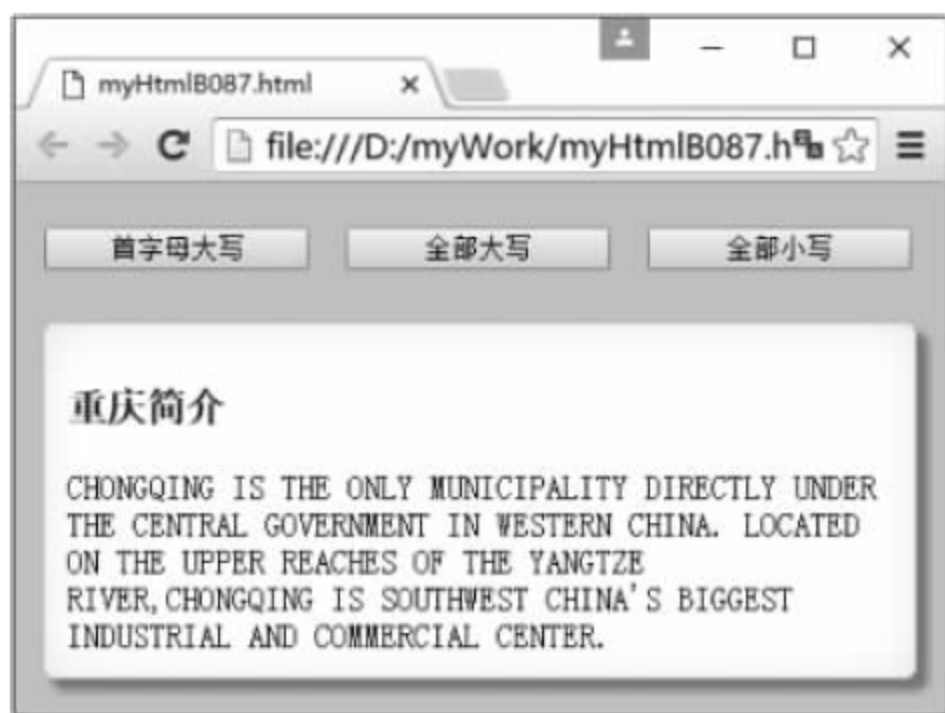 myHtmlB087.html
file:///D:/myWork/myHtmlB087.h
首字母大写 全部大写 全部小写
重庆简介
CHONGQING IS THE ONLY MUNICIPALITY DIRECTLY UNDER
THE CENTRAL GOVERNMENT IN WESTERN CHINA. LOCATED
ON THE UPPER REACHES OF THE YANGTZE
RIVER,CHONGQING IS SOUTHWEST CHINA'S BIGGEST
INDUSTRIAL AND COMMERCIAL CENTER.